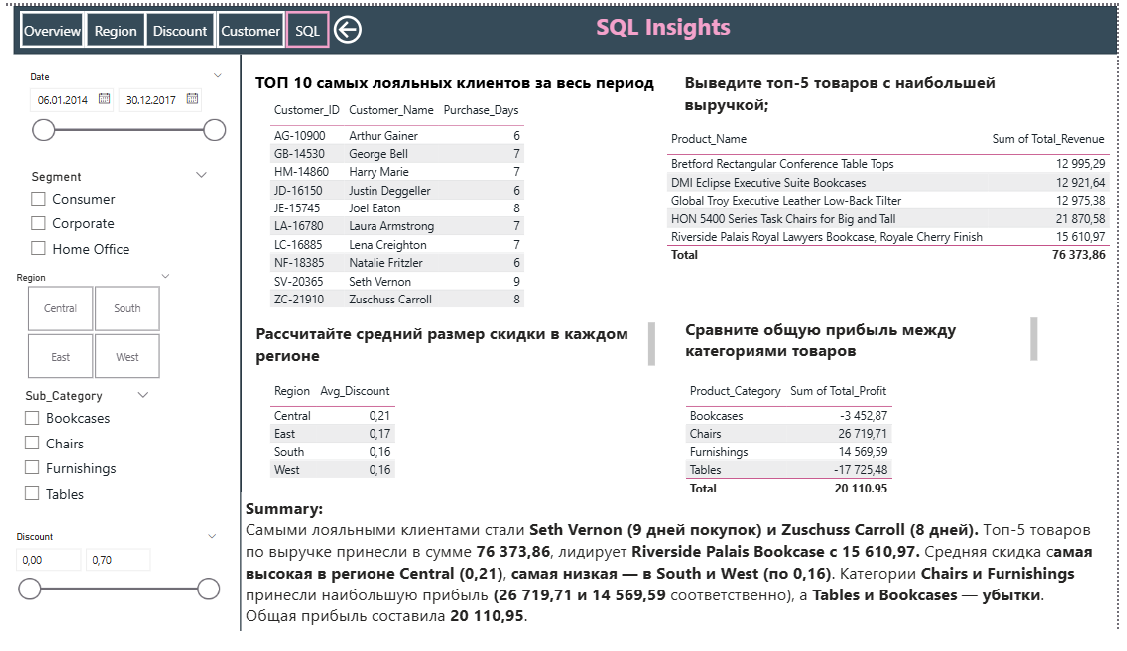 Overview Region Discount Customer SQL SQL Insights
Date
06.01.2014 30.12.2017
Segment
Consumer
Corporate
Home Office
Region
Central South
East West
Sub_Category
Bookcases
Chairs
Furnishings
Tables
Discount
0,00 0,70
ТОП 10 самых лояльных клиентов за весь период
Customer_ID Customer_Name Purchase_Days
AG-10900 Arthur Gainer 6
GB-14530 George Bell 7
HM-14860 Harry Marie 7
JD-16150 Justin Deggeller 6
JE-15745 Joel Eaton 8
LA-16780 Laura Armstrong 7
LC-16885 Lena Creighton 7
NF-18385 Natalie Fritzler 6
SV-20365 Seth Vernon 9
ZC-21910 Zuschuss Carroll 8
Выведите топ-5 товаров с наибольшей
выручкой;
Product_Name Sum of Total_Revenue
Bretford Rectangular Conference Table Tops 12 995,29
DMI Eclipse Executive Suite Bookcases 12 921,64
Global Troy Executive Leather Low-Back Tilter 12 975,38
HON 5400 Series Task Chairs for Big and Tall 21 870,58
Riverside Palais Royal Lawyers Bookcase, Royale Cherry Finish 15 610,97
Total 76 373,86
Рассчитайте средний размер скидки в каждом
регионе
Region Avg_Discount
Central 0,21
East 0,17
South 0,16
West 0,16
Сравните общую прибыль между
категориями товаров
Product_Category Sum of Total_Profit
Bookcases -3 452,87
Chairs 26 719,71
Furnishings 14 569,59
Tables -17 725,48
Total 20 110,95
Summary:
Самыми лояльными клиентами стали Seth Vernon (9 дней покупок) и Zuschuss Carroll (8 дней). Топ-5 товаров
по выручке принесли в сумме 76 373,86, лидирует Riverside Palais Bookcase с 15 610,97. Средняя скидка самая
высокая в регионе Central (0,21), самая низкая — в South и West (по 0,16). Категории Chairs и Furnishings
принесли наибольшую прибыль (26 719,71 и 14 569,59 соответственно), а Tables и Bookcases — убытки.
Общая прибыль составила 20 110,95.